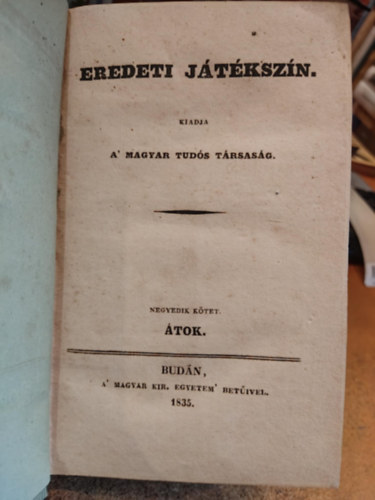 EREDETI JÁTÉKSZÍN.
KIADJA
A' MAGYAR TUDÓS TÁRSASÁG.
NEGYEDIK KÖTET.
ÁTOK.
BUDÁN,
A' MAGYAR KIR. EGYETEM' BETŰIVEL.
1835.